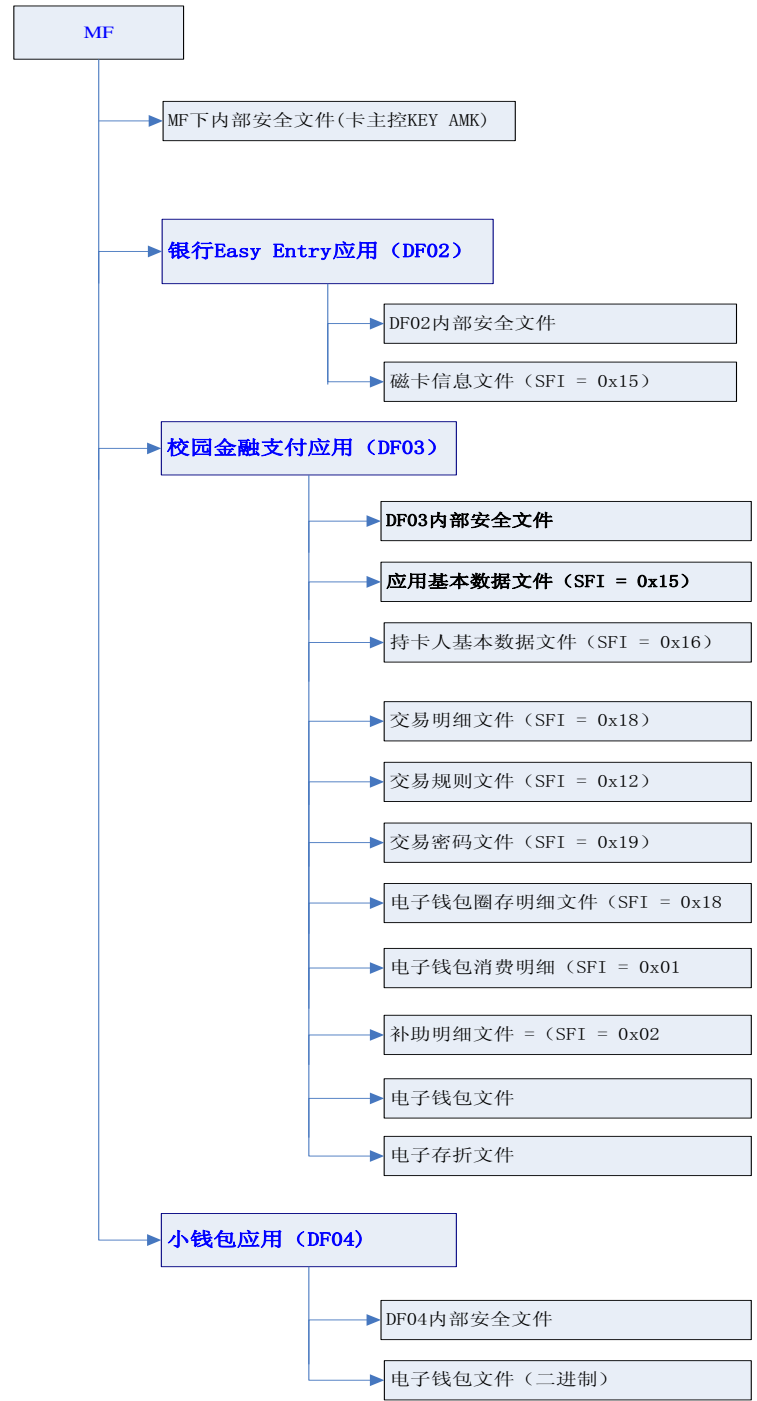 MF
MF下内部安全文件(卡主控KEY AMK)
银行Easy Entry应用（DF02）
DF02内部安全文件
磁卡信息文件（SFI = 0x15）
校园金融支付应用（DF03）
DF03内部安全文件
应用基本数据文件（SFI = 0x15）
持卡人基本数据文件（SFI = 0x16）
交易明细文件（SFI = 0x18）
交易规则文件（SFI = 0x12）
交易密码文件（SFI = 0x19）
电子钱包圈存明细文件（SFI = 0x18
电子钱包消费明细（SFI = 0x01
补助明细文件 =（SFI = 0x02
电子钱包文件
电子存折文件
小钱包应用（DF04）
DF04内部安全文件
电子钱包文件（二进制）